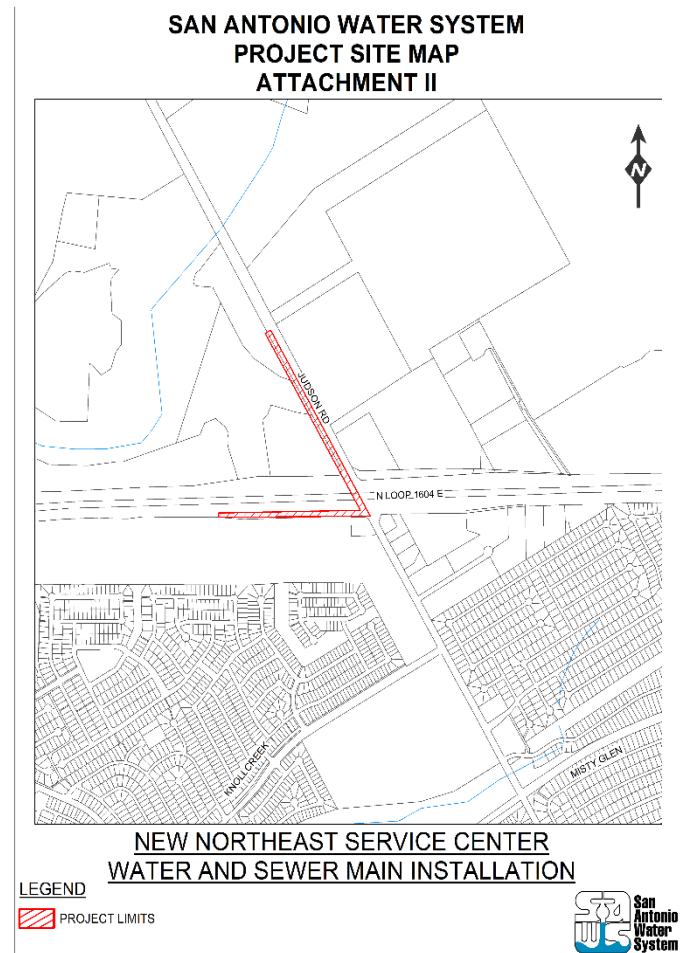 SAN ANTONIO WATER SYSTEM
PROJECT SITE MAP
ATTACHMENT II
N
JUDSON RD
N LOOP 1604 E
KNOLLCREEK
MISTY GLEN
NEW NORTHEAST SERVICE CENTER
WATER AND SEWER MAIN INSTALLATION
LEGEND
PROJECT LIMITS
SAWS
San
Antonio
Water
System